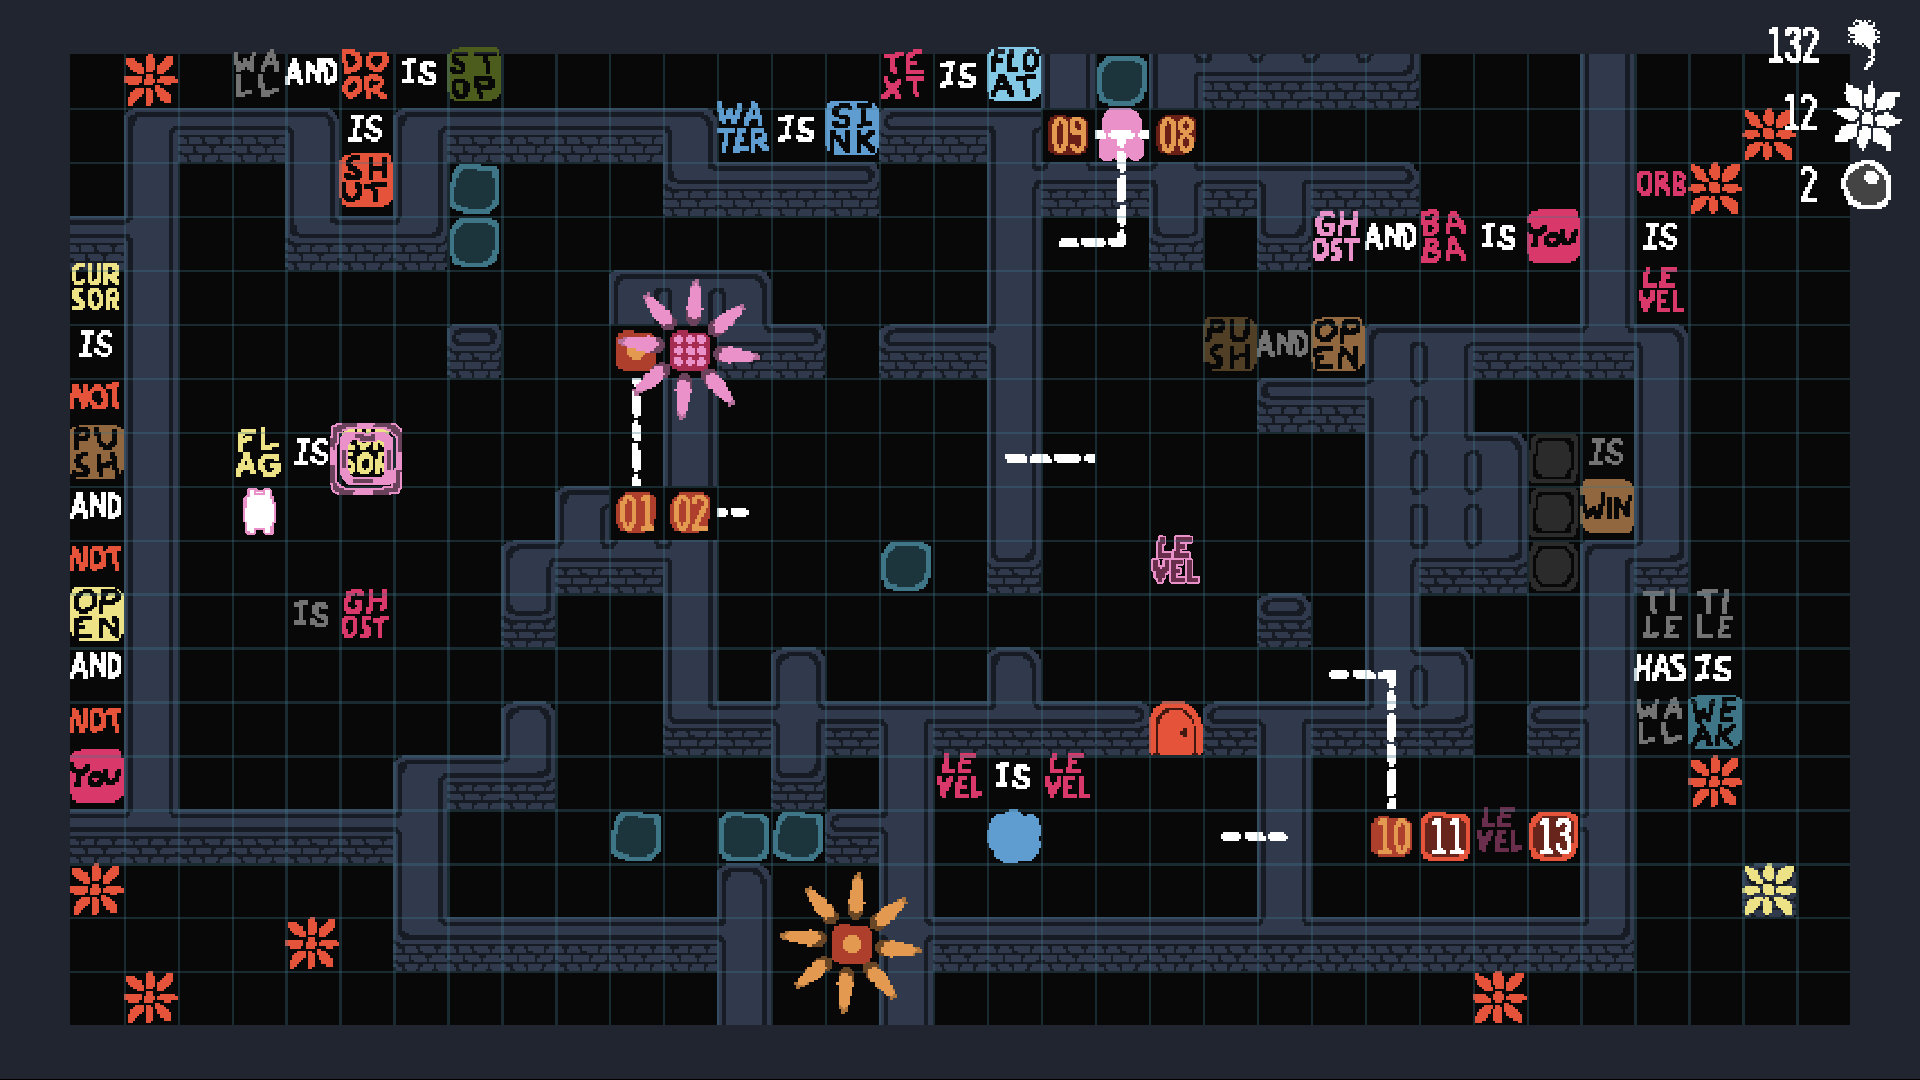 132
WALL AND DOOR IS STOP
TEXT IS FLOAT
12
IS
WATER IS SINK
09 08
SHUT
ORB
2
GHOST AND BABA IS YOU
IS
CURSOR
LEVEL
IS
PUSH AND OPEN
NOT
PUSH
FLAG IS CURSOR
IS
AND
01 02
WIN
NOT
LEVEL
OPEN
IS GHOST
TILE TILE
AND
HAS IS
NOT
WALL WEAK
YOU
LEVEL IS LEVEL
10 11 LEVEL 13